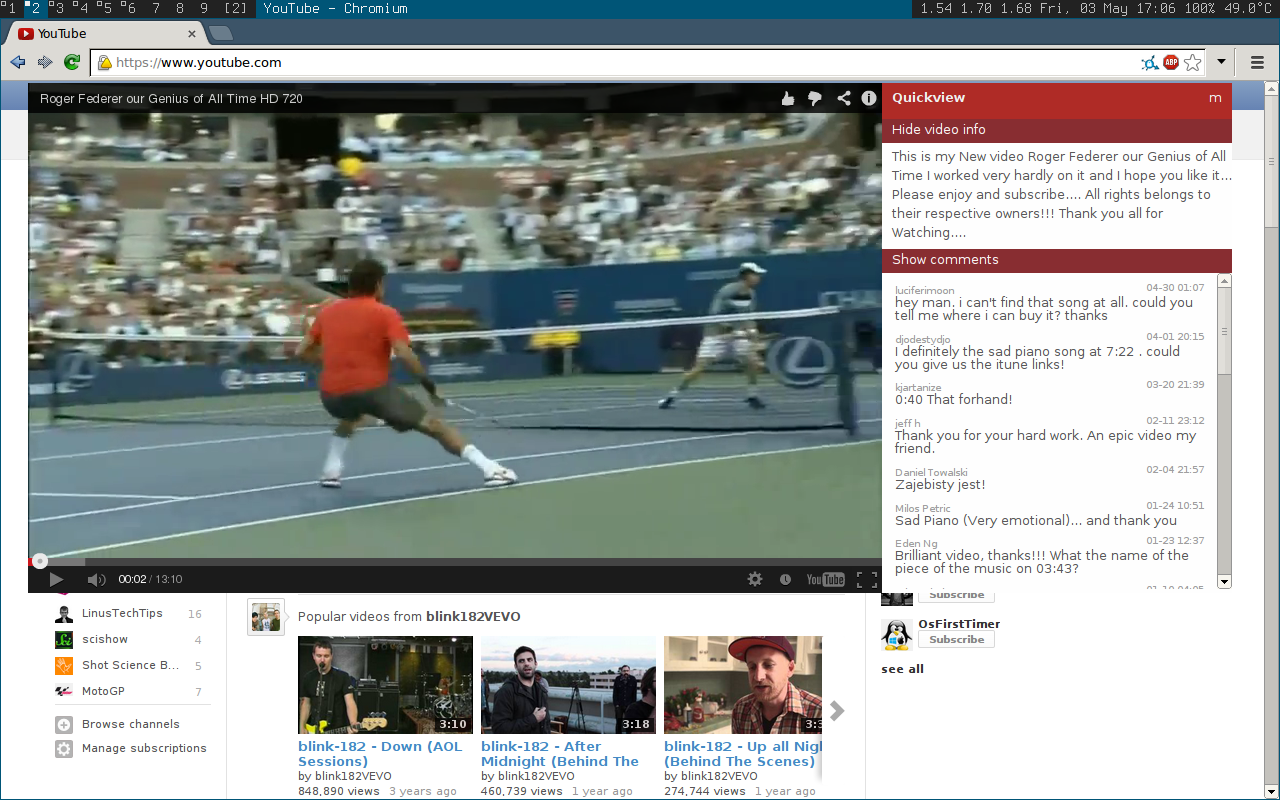 1 2 3 4 5 6 7 8 9 [2] YouTube - Chromium 1.54 1.70 1.68 Fri, 03 May 17:06 100% 49.0°C
YouTube
https://www.youtube.com
ABP
Roger Federer our Genius of All Time HD 720
Quickview m
Hide video info
This is my New video Roger Federer our Genius of All
Time I worked very hardly on it and I hope you like it...
Please enjoy and subscribe.... All rights belongs to
their respective owners!!! Thank you all for
Watching....
Show comments
luciferimoon 04-30 01:07
hey man. i can't find that song at all. could you
tell me where i can buy it? thanks
djodestydjo 04-01 20:15
I definitely the sad piano song at 7:22 . could
you give us the itune links!
kjartanize 03-20 21:39
0:40 That forhand!
jeff h 02-11 23:12
Thank you for your hard work. An epic video my
friend.
Daniel Towalski 02-04 21:57
Zajebisty jest!
Milos Petric 01-24 10:51
Sad Piano (Very emotional)... and thank you
Eden Ng 01-23 12:37
Brilliant video, thanks!!! What the name of the
piece of the music on 03:43?
LEXUS
00:02 / 13:10 YouTube
LinusTechTips 16
scishow 4
Shot Science B... 5
MotoGP 7
Browse channels
Manage subscriptions
Popular videos from blink182VEVO
3:10
blink-182 - Down (AOL
Sessions)
by blink182VEVO
848,890 views 3 years ago
3:18
blink-182 - After
Midnight (Behind The
by blink182VEVO
460,739 views 1 year ago
3:3
blink-182 - Up all Nigh
(Behind The Scenes)
by blink182VEVO
274,744 views 1 year ago
Subscribe
OsFirstTimer
Subscribe
see all